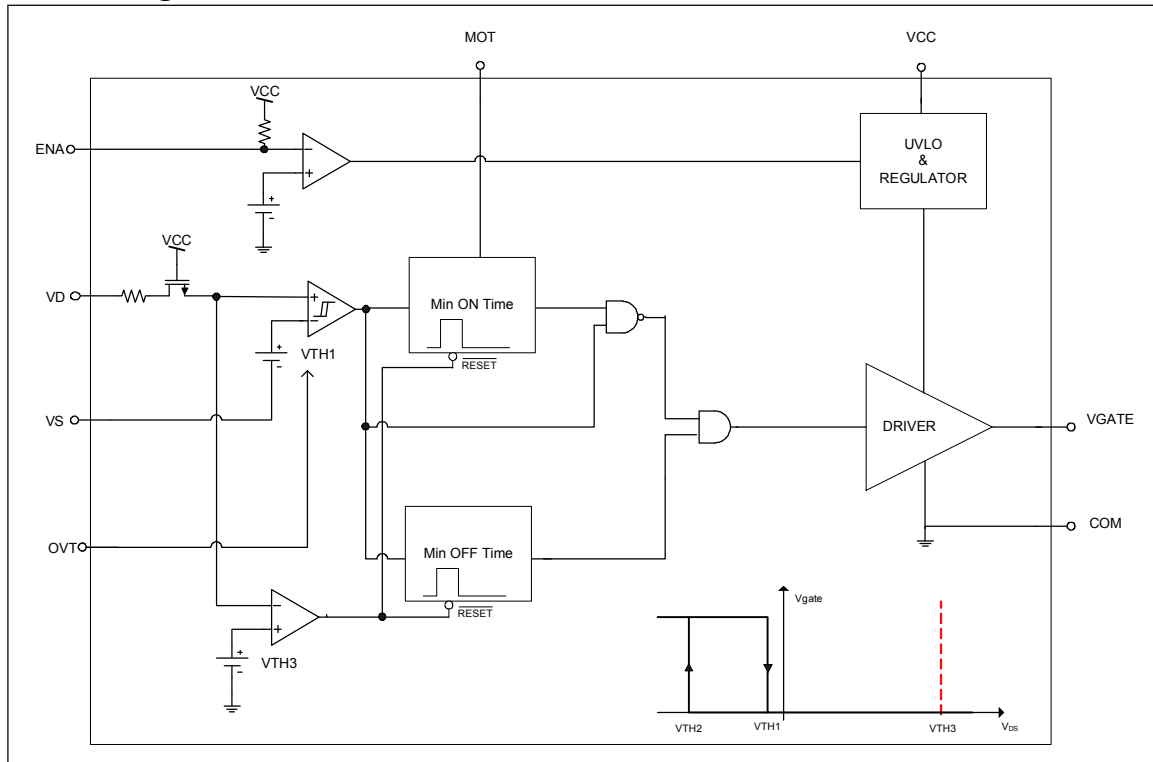 MOT
VCC
VCC
ENA
-
+
+
-
UVLO
&
REGULATOR
VCC
VD
+
-
+
-
VTH1
Min ON Time
RESET
VS
DRIVER
VGATE
OVT
Min OFF Time
RESET
COM
-
+
+
-
VTH3
Vgate
VTH2
VTH1
VTH3
VDS